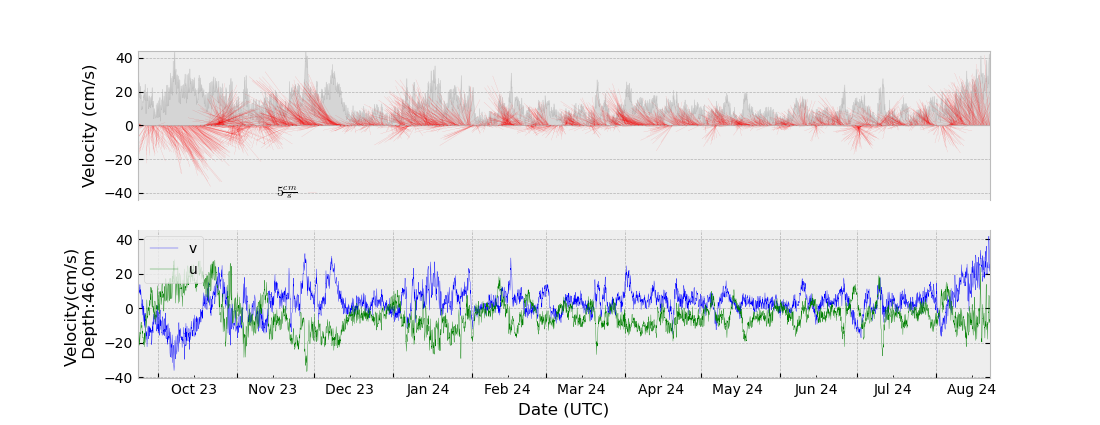 40
20
0
−20
−40
Velocity (cm/s)
5 cm/s
40
20
0
−20
−40
Velocity(cm/s)
Depth:46.0m
v
u
Oct 23 Nov 23 Dec 23 Jan 24 Feb 24 Mar 24 Apr 24 May 24 Jun 24 Jul 24 Aug 24
Date (UTC)